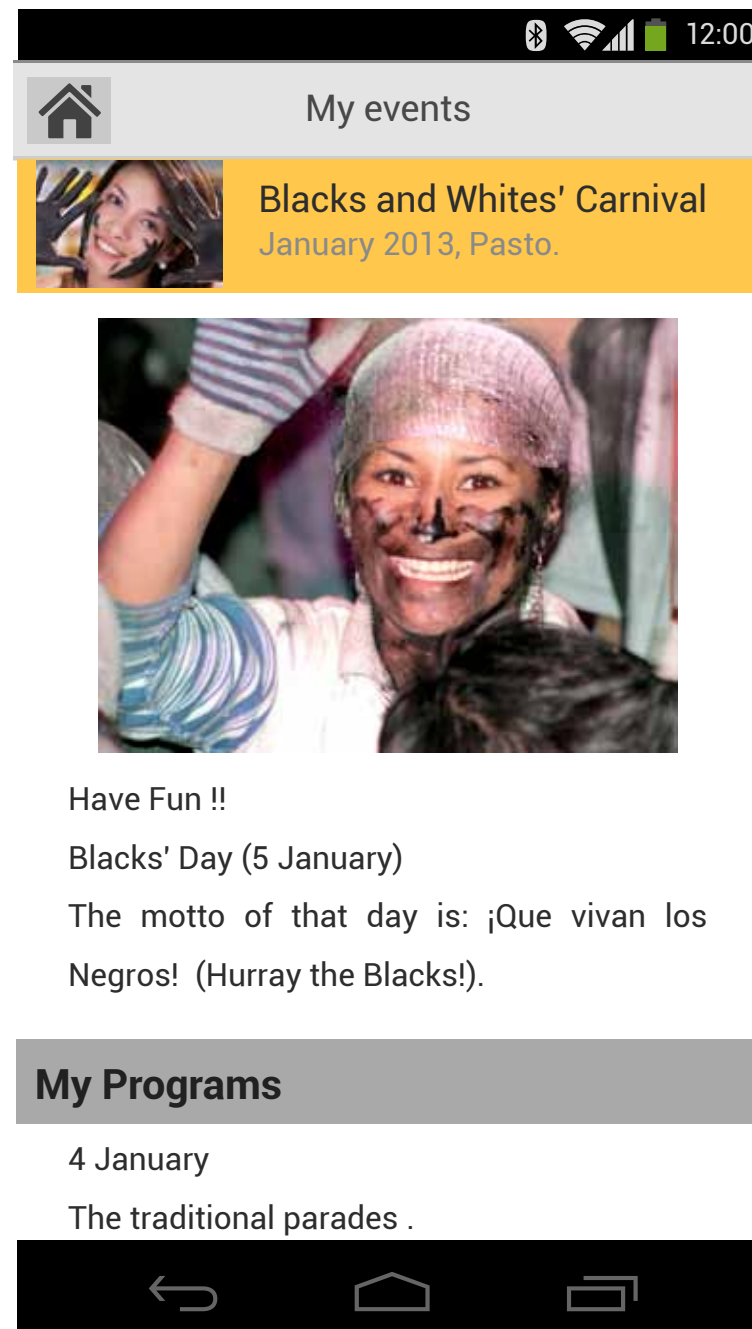 12:00
My events
Blacks and Whites' Carnival
January 2013, Pasto.
Have Fun !!
Blacks' Day (5 January)
The motto of that day is: ¡Que vivan los
Negros!  (Hurray the Blacks!).
My Programs
4 January
The traditional parades .